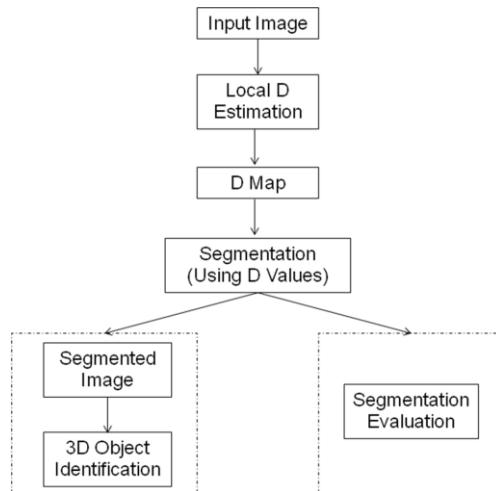 Input Image
Local D
Estimation
D Map
Segmentation
(Using D Values)
Segmented
Image
3D Object
Identification
Segmentation
Evaluation